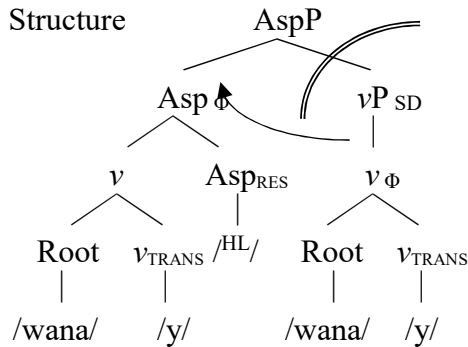 Structure AspP
Asp Φ vP SD
v AspRES v Φ
Root vTRANS /HL/ Root vTRANS
/wana/ /y/ /wana/ /y/